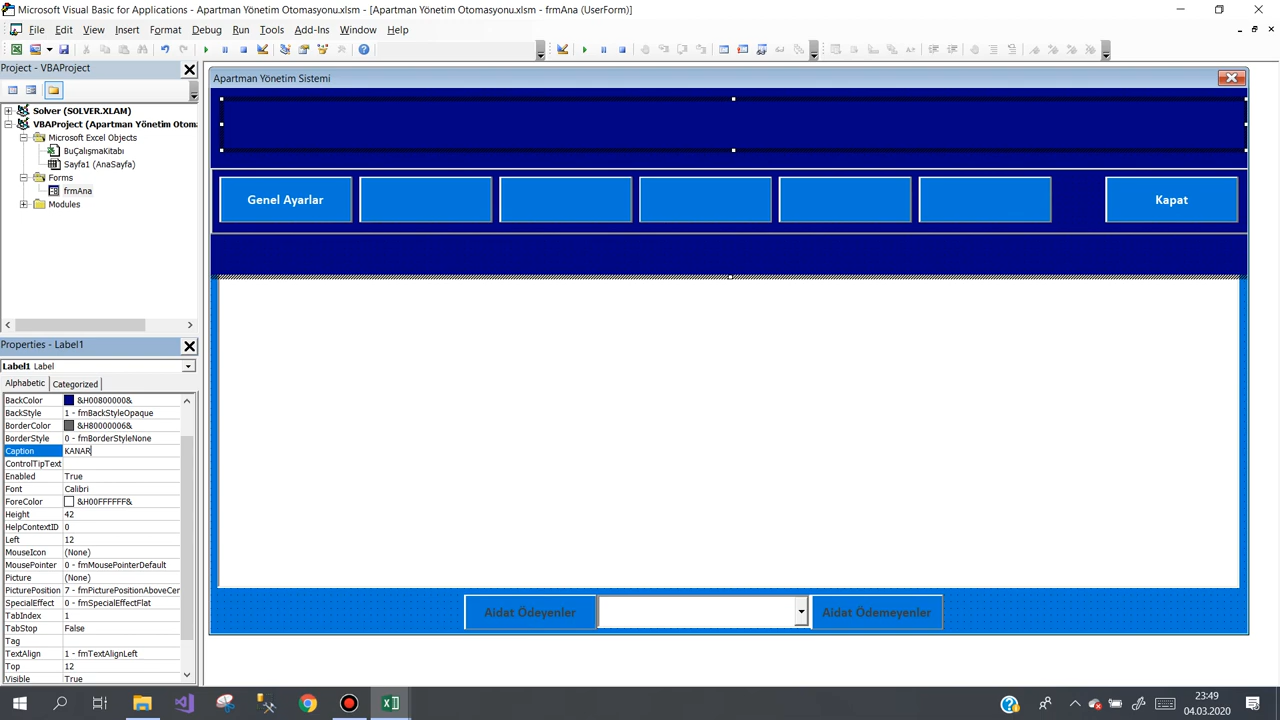 Microsoft Visual Basic for Applications - Apartman Yönetim Otomasyonu.xlsm - [Apartman Yönetim Otomasyonu.xlsm - frmAna (UserForm)]
File Edit View Insert Format Debug Run Tools Add-Ins Window Help
Project - VBAProject
Solver (SOLVER.XLAM)
VBAProject (Apartman Yönetim Otoma
Microsoft Excel Objects
BuÇalışmaKitabı
Sayfa1 (AnaSayfa)
Forms
frmAna
Modules
Properties - Label1
Label1 Label
Alphabetic Categorized
BackColor &H00800000&
BackStyle 1 - fmBackStyleOpaque
BorderColor &H80000006&
BorderStyle 0 - fmBorderStyleNone
Caption KANAR
ControlTipText
Enabled True
Font Calibri
ForeColor &H00FFFFFF&
Height 42
HelpContextID 0
Left 12
MouseIcon (None)
MousePointer 0 - fmMousePointerDefault
Picture (None)
PicturePosition 7 - fmPicturePositionAboveCen
SpecialEffect 0 - fmSpecialEffectFlat
TabIndex 1
TabStop False
Tag
TextAlign 1 - fmTextAlignLeft
Top 12
Visible True
Apartman Yönetim Sistemi
Genel Ayarlar
Kapat
Aidat Ödeyenler
Aidat Ödemeyenler
23:49
04.03.2020